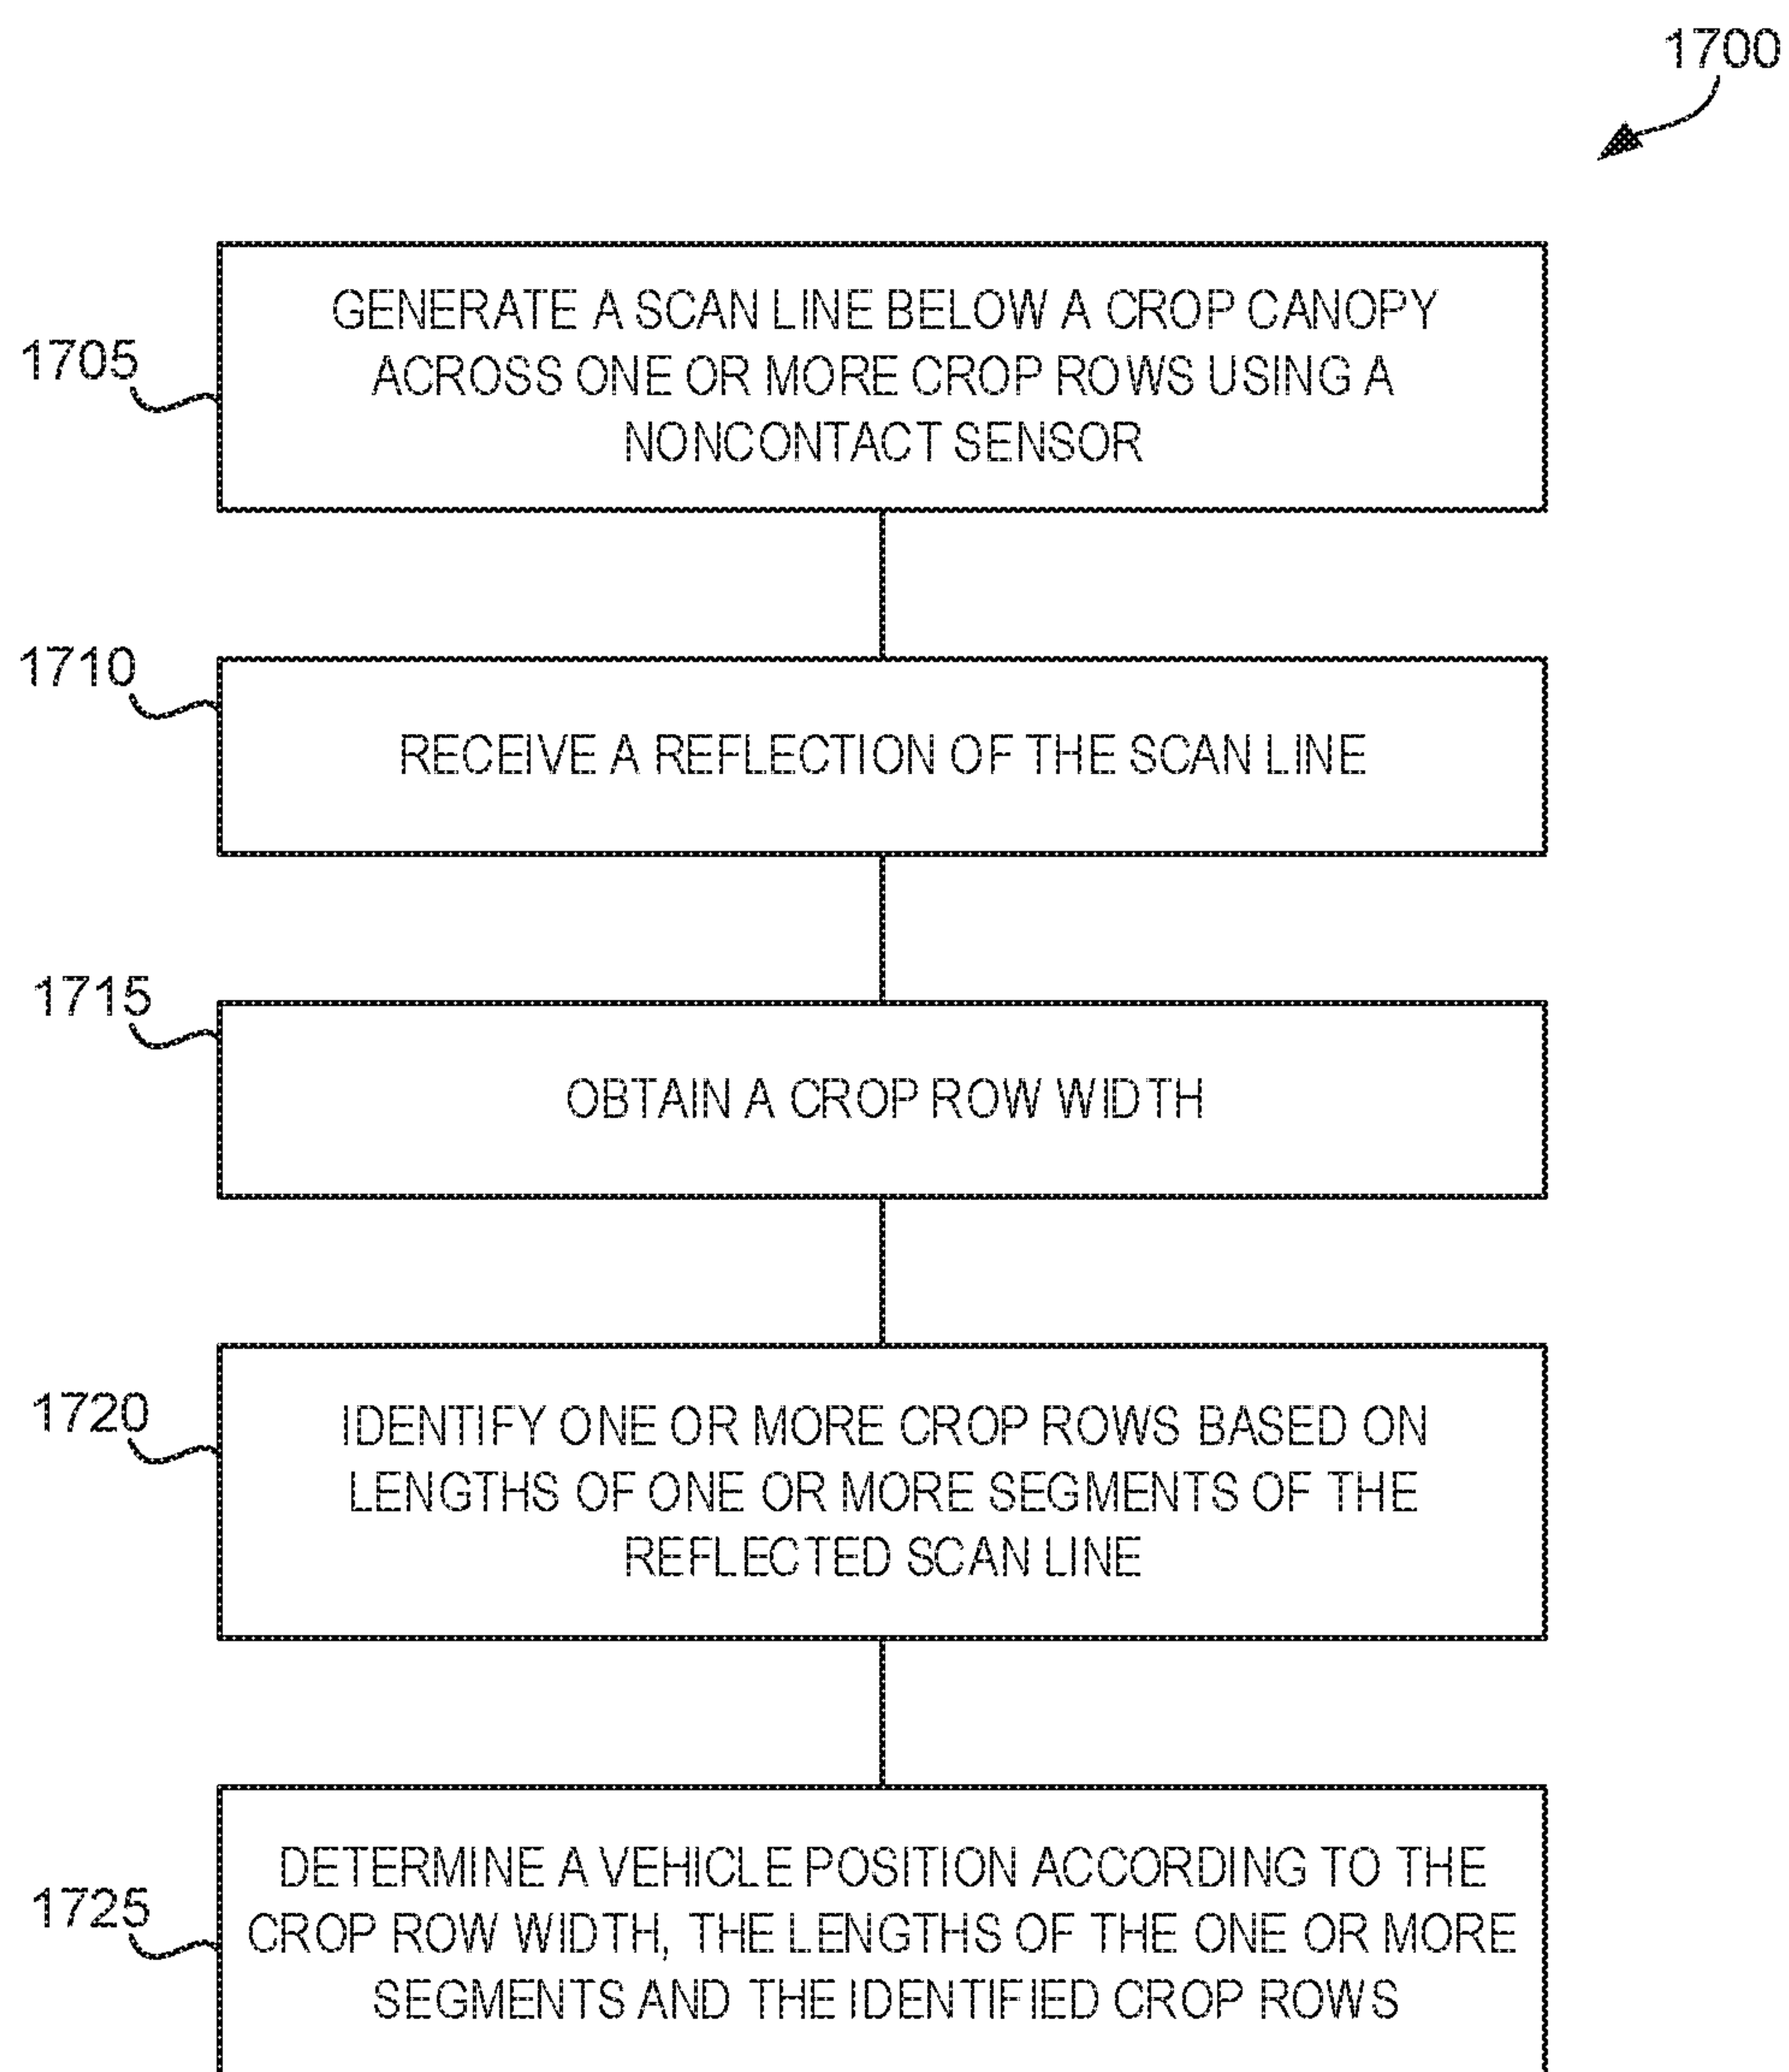 1700
1705
GENERATE A SCAN LINE BELOW A CROP CANOPY
ACROSS ONE OR MORE CROP ROWS USING A
NONCONTACT SENSOR
1710
RECEIVE A REFLECTION OF THE SCAN LINE
1715
OBTAIN A CROP ROW WIDTH
1720
IDENTIFY ONE OR MORE CROP ROWS BASED ON
LENGTHS OF ONE OR MORE SEGMENTS OF THE
REFLECTED SCAN LINE
1725
DETERMINE A VEHICLE POSITION ACCORDING TO THE
CROP ROW WIDTH, THE LENGTHS OF THE ONE OR MORE
SEGMENTS AND THE IDENTIFIED CROP ROWS